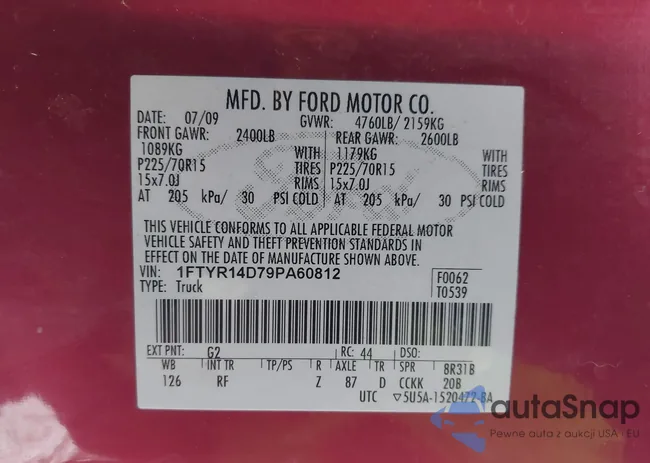 MFD. BY FORD MOTOR CO.
DATE: 07/09 GVWR: 4760LB/ 2159KG
FRONT GAWR: 2400LB REAR GAWR: 2600LB
1089KG WITH 1179KG WITH
P225/70R15 TIRES P225/70R15 TIRES
15x7.0J RIMS 15x7.0J RIMS
AT 205 kPa/ 30 PSI COLD AT 205 kPa/ 30 PSI COLD
THIS VEHICLE CONFORMS TO ALL APPLICABLE FEDERAL MOTOR
VEHICLE SAFETY AND THEFT PREVENTION STANDARDS IN
EFFECT ON THE DATE OF MANUFACTURE SHOWN ABOVE.
VIN: 1FTYR14D79PA60812 F0062
TYPE: Truck T0539
EXT PNT: G2 RC: 44 DSO:
WB INT TR TP/PS R AXLE TR SPR 8R31B
126 RF Z 87 D CCKK 20B
UTC ▽5U5A-1520472-BA
autaSnap
Pewne auta z aukcji USA i EU